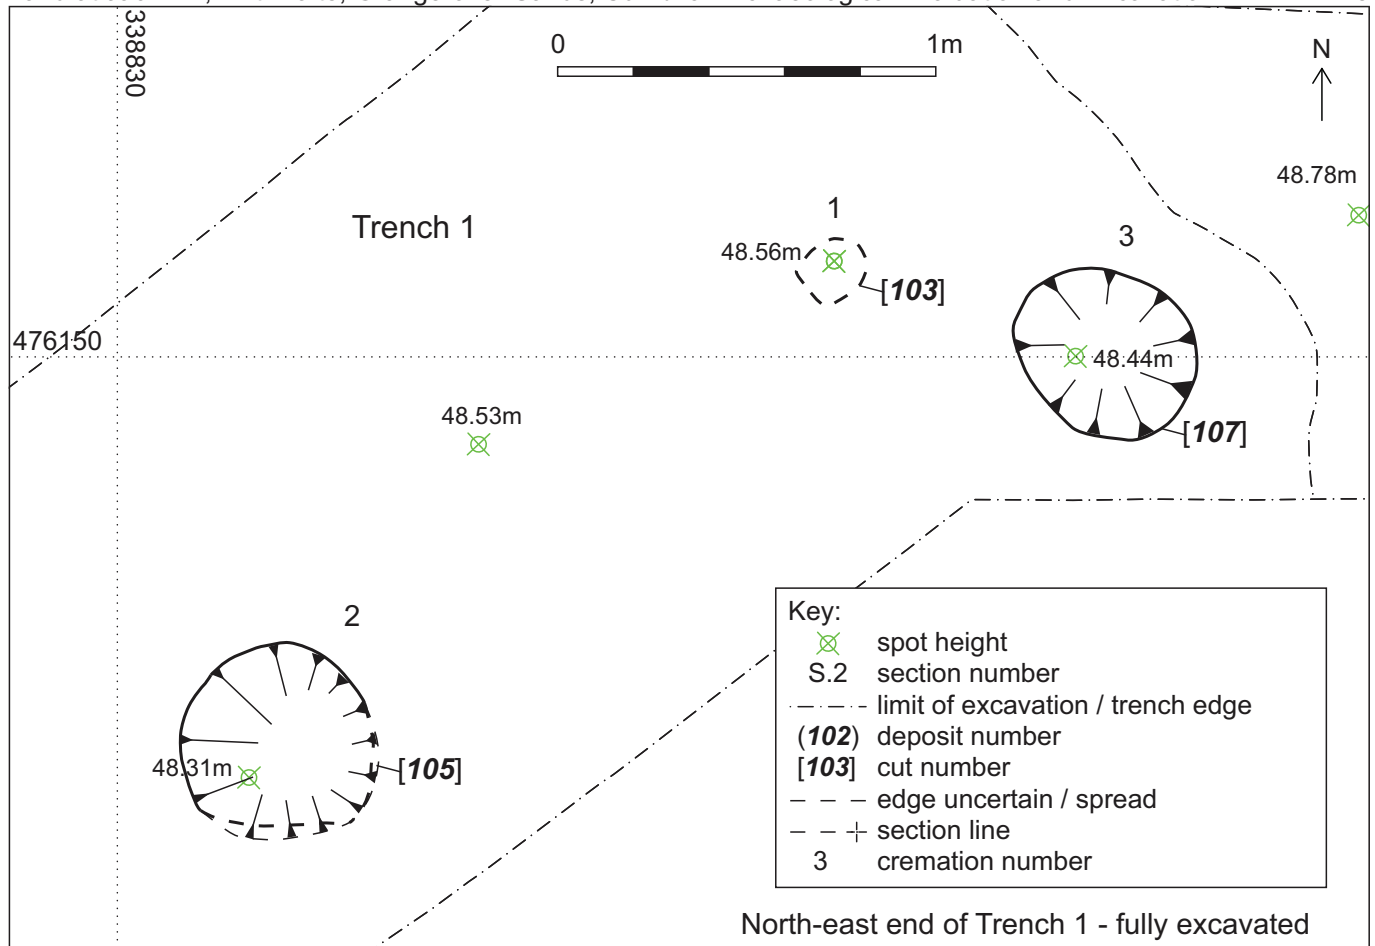 338830
0 1m
N
48.78m
1
Trench 1
3
48.56m
[103]
476150
48.44m
48.53m
[107]
2
48.31m
[105]
Key:
spot height
S.2 section number
limit of excavation / trench edge
(102) deposit number
[103] cut number
edge uncertain / spread
section line
3 cremation number
North-east end of Trench 1 - fully excavated